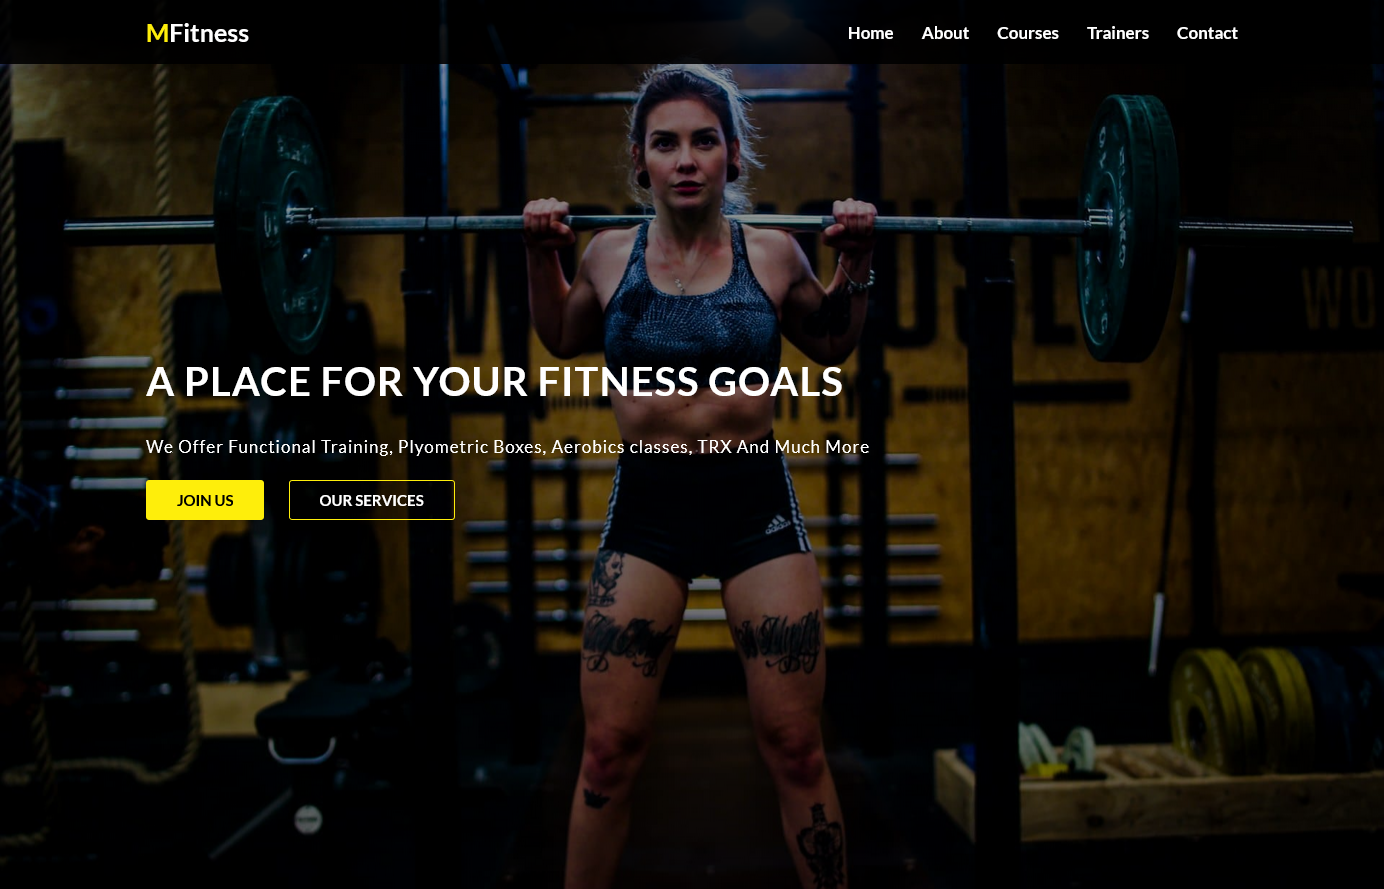 MFitness
Home About Courses Trainers Contact
A PLACE FOR YOUR FITNESS GOALS
We Offer Functional Training, Plyometric Boxes, Aerobics classes, TRX And Much More
JOIN US OUR SERVICES
adidas